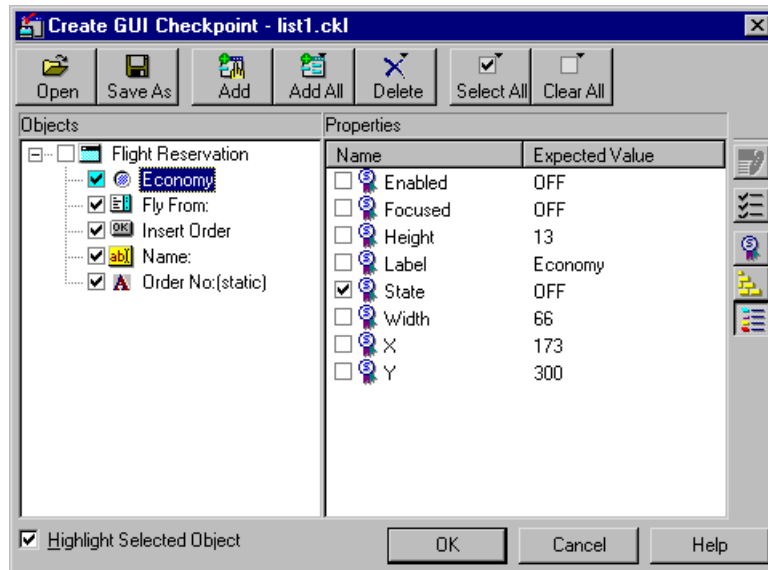 Create GUI Checkpoint - list1.ckl
Open Save As Add Add All Delete Select All Clear All
Objects Properties
Flight Reservation
Economy
Fly From:
OK Insert Order
ab Name:
A Order No:(static)
Name Expected Value
Enabled OFF
Focused OFF
Height 13
Label Economy
State OFF
Width 66
X 173
Y 300
Highlight Selected Object
OK Cancel Help